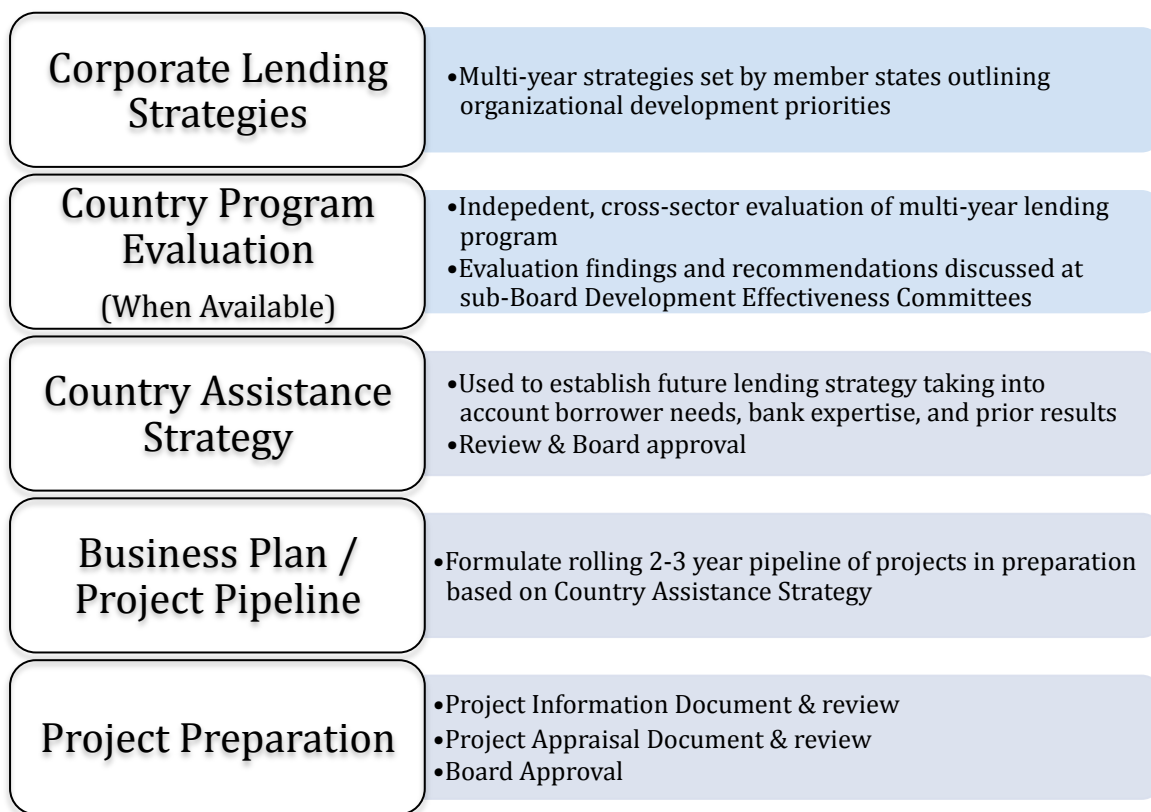 Corporate Lending
Strategies
•Multi-year strategies set by member states outlining
organizational development priorities
Country Program
Evaluation
(When Available)
•Indepedent, cross-sector evaluation of multi-year lending
program
•Evaluation findings and recommendations discussed at
sub-Board Development Effectiveness Committees
Country Assistance
Strategy
•Used to establish future lending strategy taking into
account borrower needs, bank expertise, and prior results
•Review & Board approval
Business Plan /
Project Pipeline
•Formulate rolling 2-3 year pipeline of projects in preparation
based on Country Assistance Strategy
Project Preparation
•Project Information Document & review
•Project Appraisal Document & review
•Board Approval